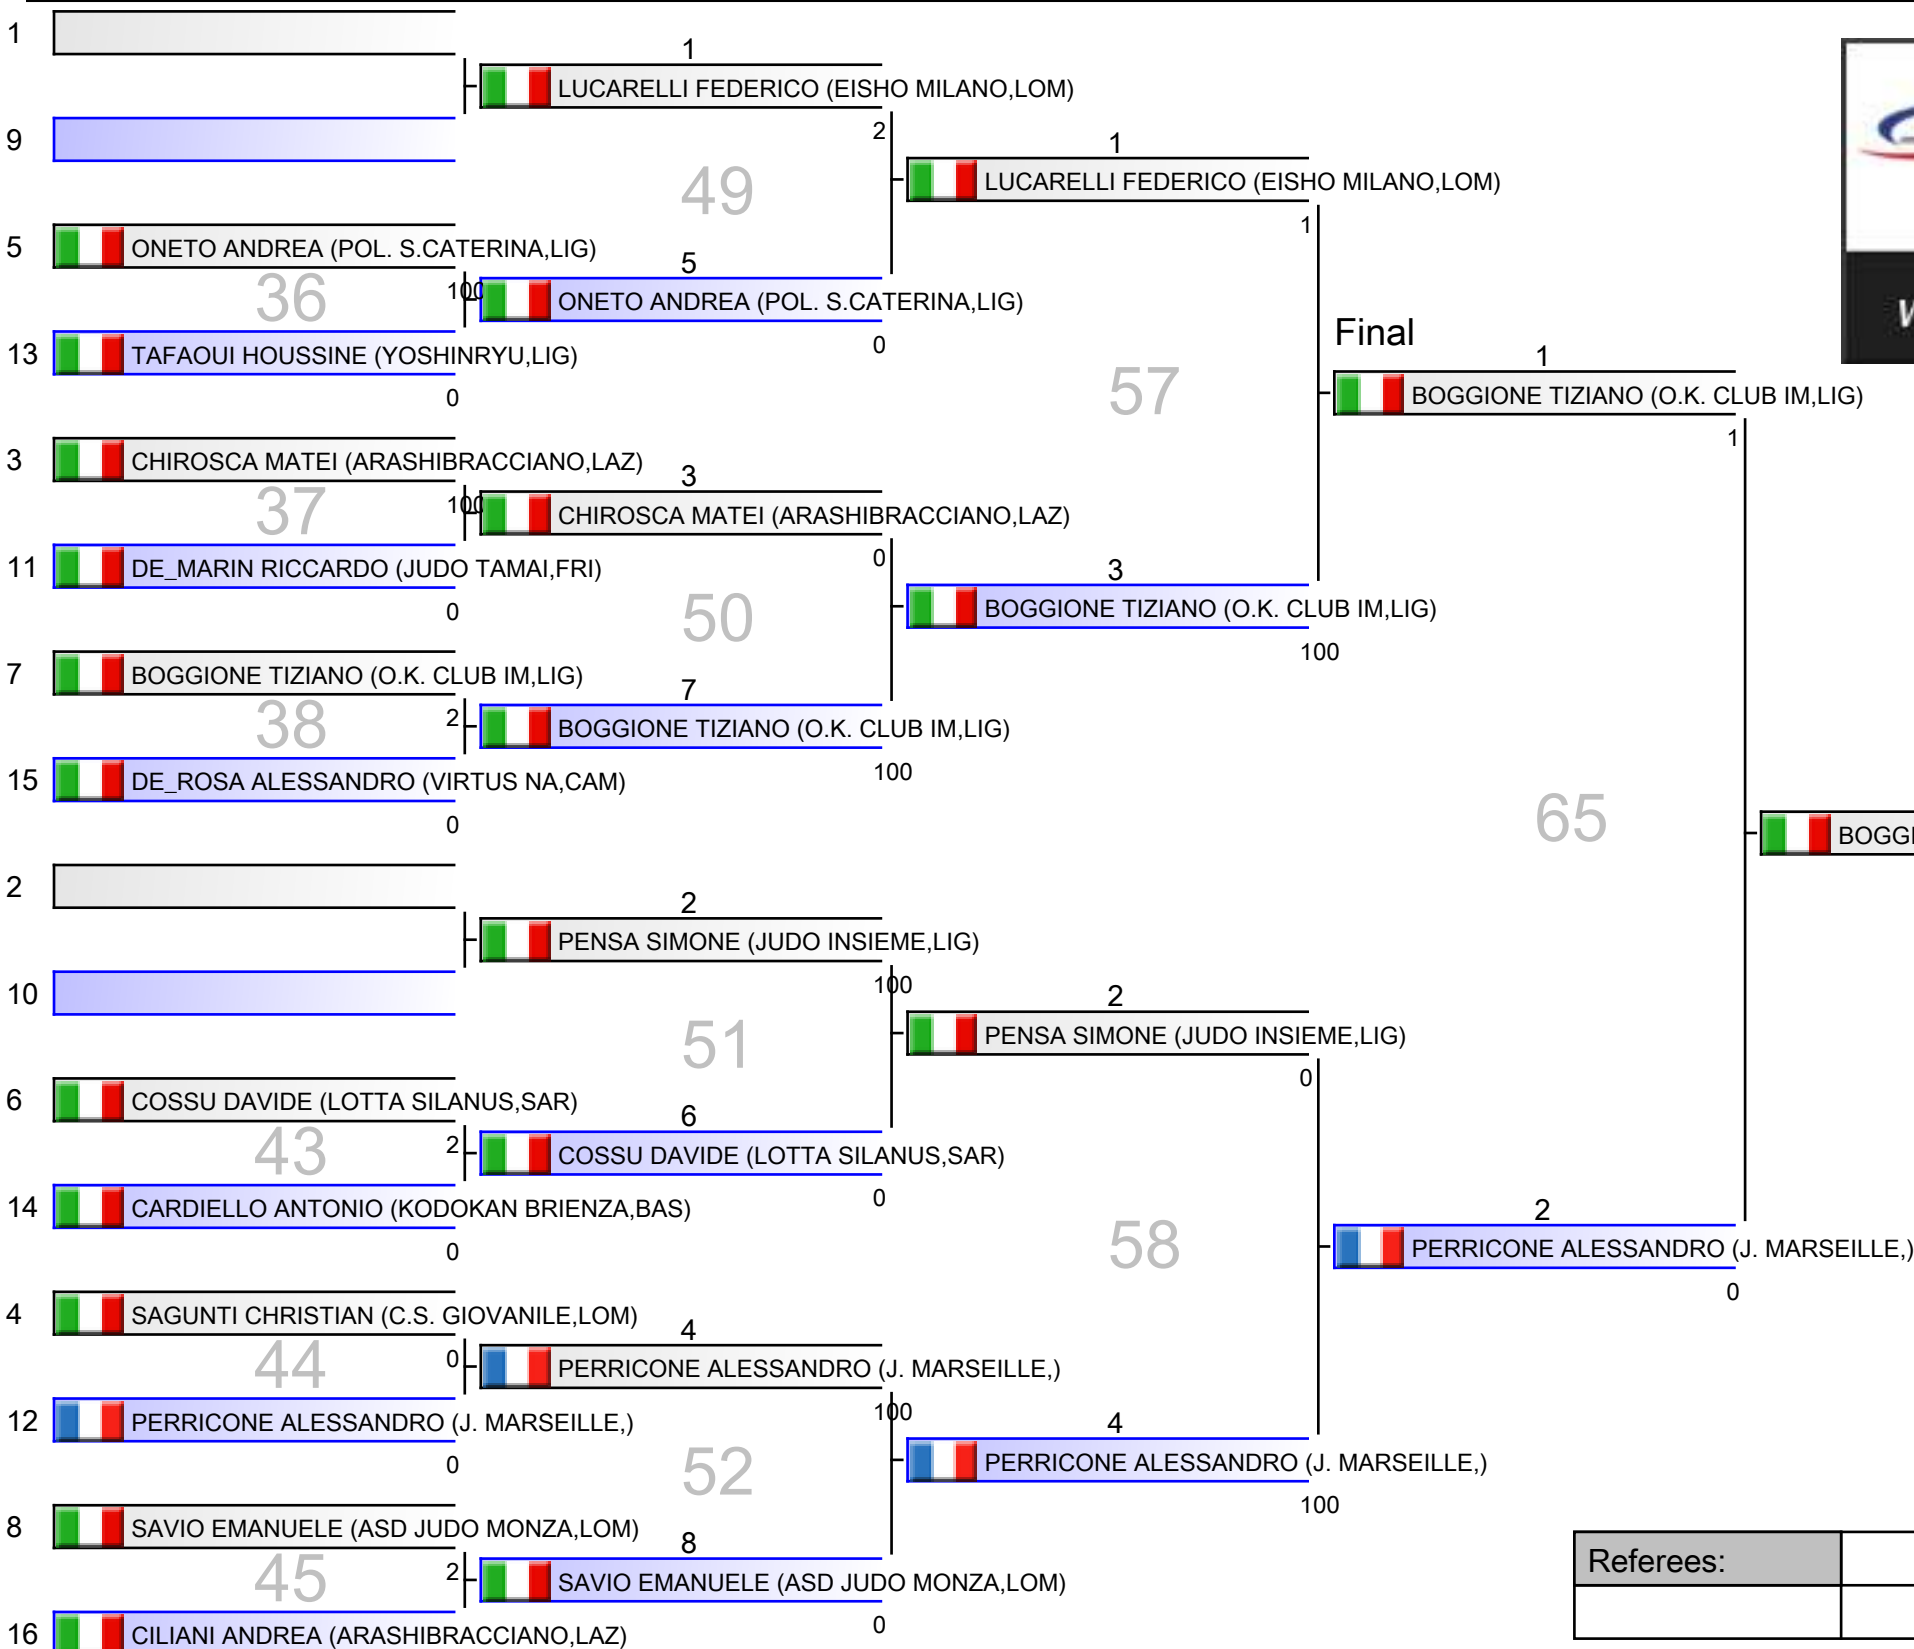 1
1
LUCARELLI FEDERICO (EISHO MILANO,LOM)
9
2
49
1
LUCARELLI FEDERICO (EISHO MILANO,LOM)
1
5
ONETO ANDREA (POL. S.CATERINA,LIG)
36
100
5
ONETO ANDREA (POL. S.CATERINA,LIG)
0
13
TAFAOUI HOUSSINE (YOSHINRYU,LIG)
0
57
Final
1
BOGGIONE TIZIANO (O.K. CLUB IM,LIG)
1
3
CHIROSCA MATEI (ARASHIBRACCIANO,LAZ)
37
100
3
CHIROSCA MATEI (ARASHIBRACCIANO,LAZ)
0
11
DE_MARIN RICCARDO (JUDO TAMAI,FRI)
0
50
3
BOGGIONE TIZIANO (O.K. CLUB IM,LIG)
100
7
BOGGIONE TIZIANO (O.K. CLUB IM,LIG)
38
2
7
BOGGIONE TIZIANO (O.K. CLUB IM,LIG)
100
15
DE_ROSA ALESSANDRO (VIRTUS NA,CAM)
0
65
BOGGI
2
2
PENSA SIMONE (JUDO INSIEME,LIG)
100
10
51
2
PENSA SIMONE (JUDO INSIEME,LIG)
0
6
COSSU DAVIDE (LOTTA SILANUS,SAR)
43
2
6
COSSU DAVIDE (LOTTA SILANUS,SAR)
0
14
CARDIELLO ANTONIO (KODOKAN BRIENZA,BAS)
0
58
2
PERRICONE ALESSANDRO (J. MARSEILLE,)
0
4
SAGUNTI CHRISTIAN (C.S. GIOVANILE,LOM)
44
0
4
PERRICONE ALESSANDRO (J. MARSEILLE,)
100
12
PERRICONE ALESSANDRO (J. MARSEILLE,)
0
52
4
PERRICONE ALESSANDRO (J. MARSEILLE,)
100
8
SAVIO EMANUELE (ASD JUDO MONZA,LOM)
45
2
8
SAVIO EMANUELE (ASD JUDO MONZA,LOM)
0
16
CILIANI ANDREA (ARASHIBRACCIANO,LAZ)
Referees: